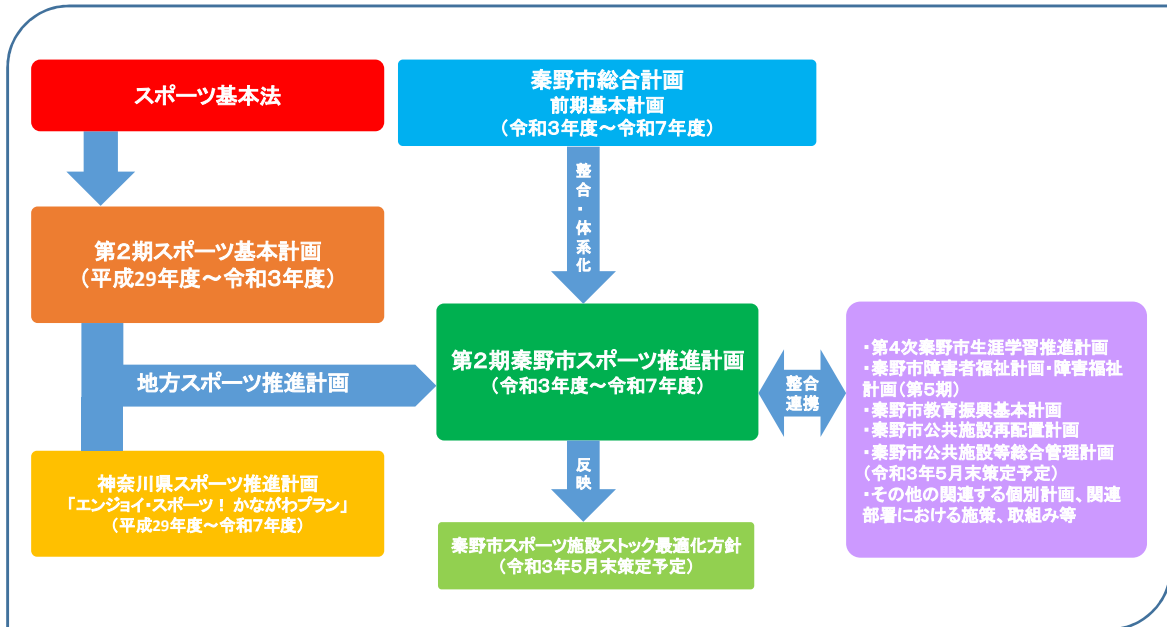 スポーツ基本法
秦野市総合計画
前期基本計画
(令和3年度～令和7年度)
整合・体系化
第2期スポーツ基本計画
(平成29年度～令和3年度)
地方スポーツ推進計画
第2期秦野市スポーツ推進計画
(令和3年度～令和7年度)
整合
連携
・第4次秦野市生涯学習推進計画
・秦野市障害者福祉計画・障害福祉
計画(第5期)
・秦野市教育振興基本計画
・秦野市公共施設再配置計画
・秦野市公共施設等総合管理計画
(令和3年5月末策定予定)
・その他の関連する個別計画、関連
部署における施策、取組み等
神奈川県スポーツ推進計画
「エンジョイ・スポーツ！かながわプラン」
(平成29年度～令和7年度)
反映
秦野市スポーツ施設ストック最適化方針
(令和3年5月末策定予定)